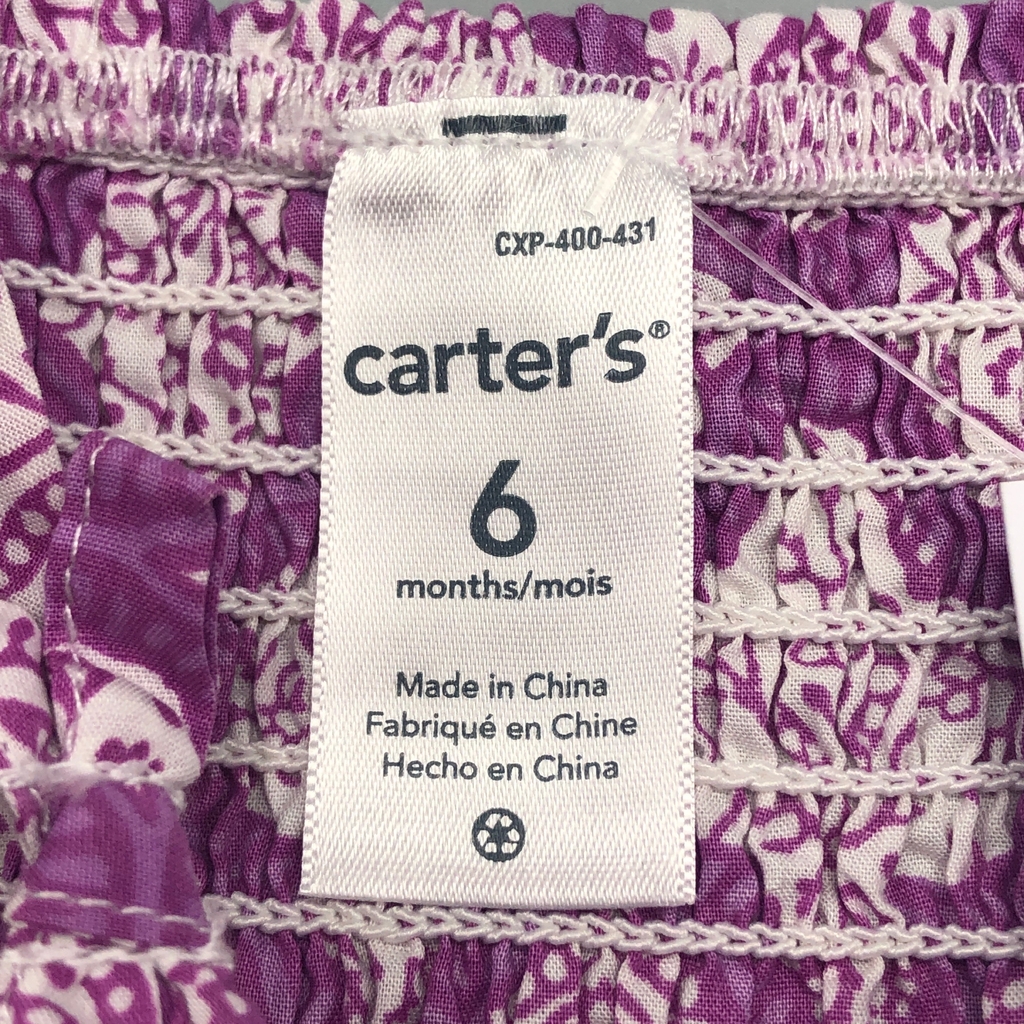 CXP-400-431
carter's®
6
months/mois
Made in China
Fabriqué en Chine
Hecho en China